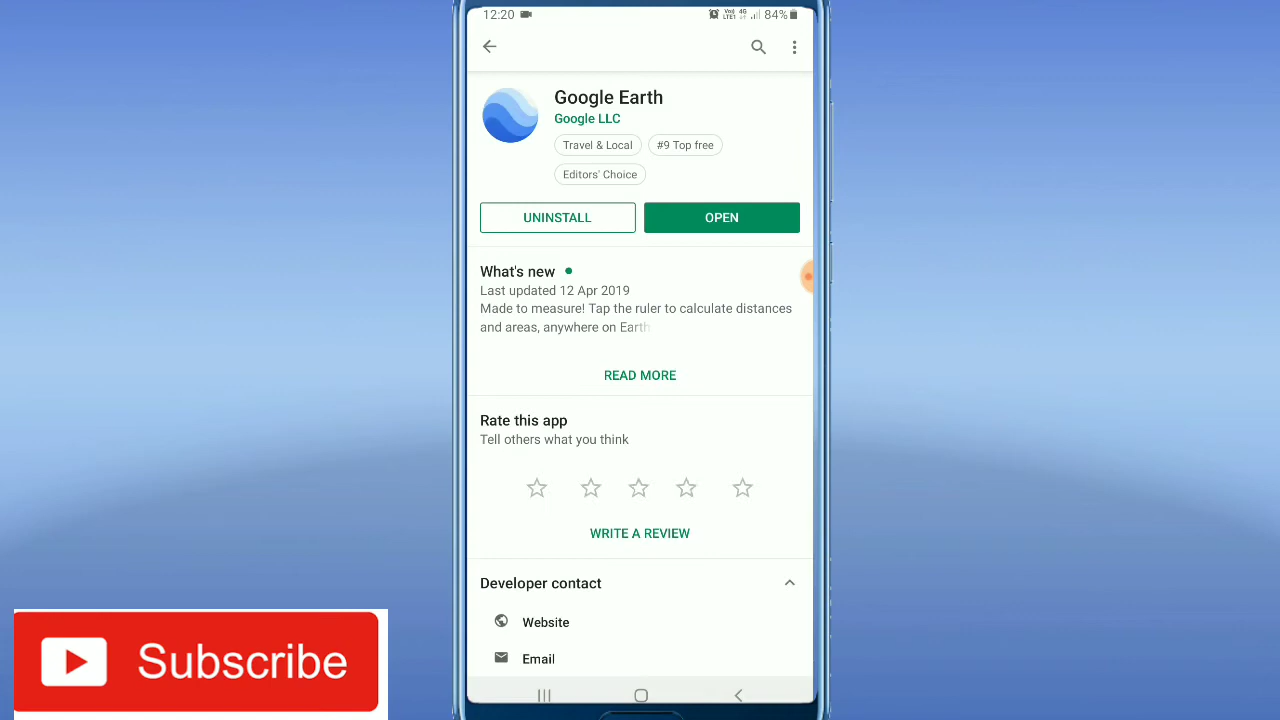 12:20 84%
Google Earth
Google LLC
Travel & Local #9 Top free
Editors' Choice
UNINSTALL OPEN
What's new
Last updated 12 Apr 2019
Made to measure! Tap the ruler to calculate distances
and areas, anywhere on Earth
READ MORE
Rate this app
Tell others what you think
WRITE A REVIEW
Developer contact
Website
Email
Subscribe